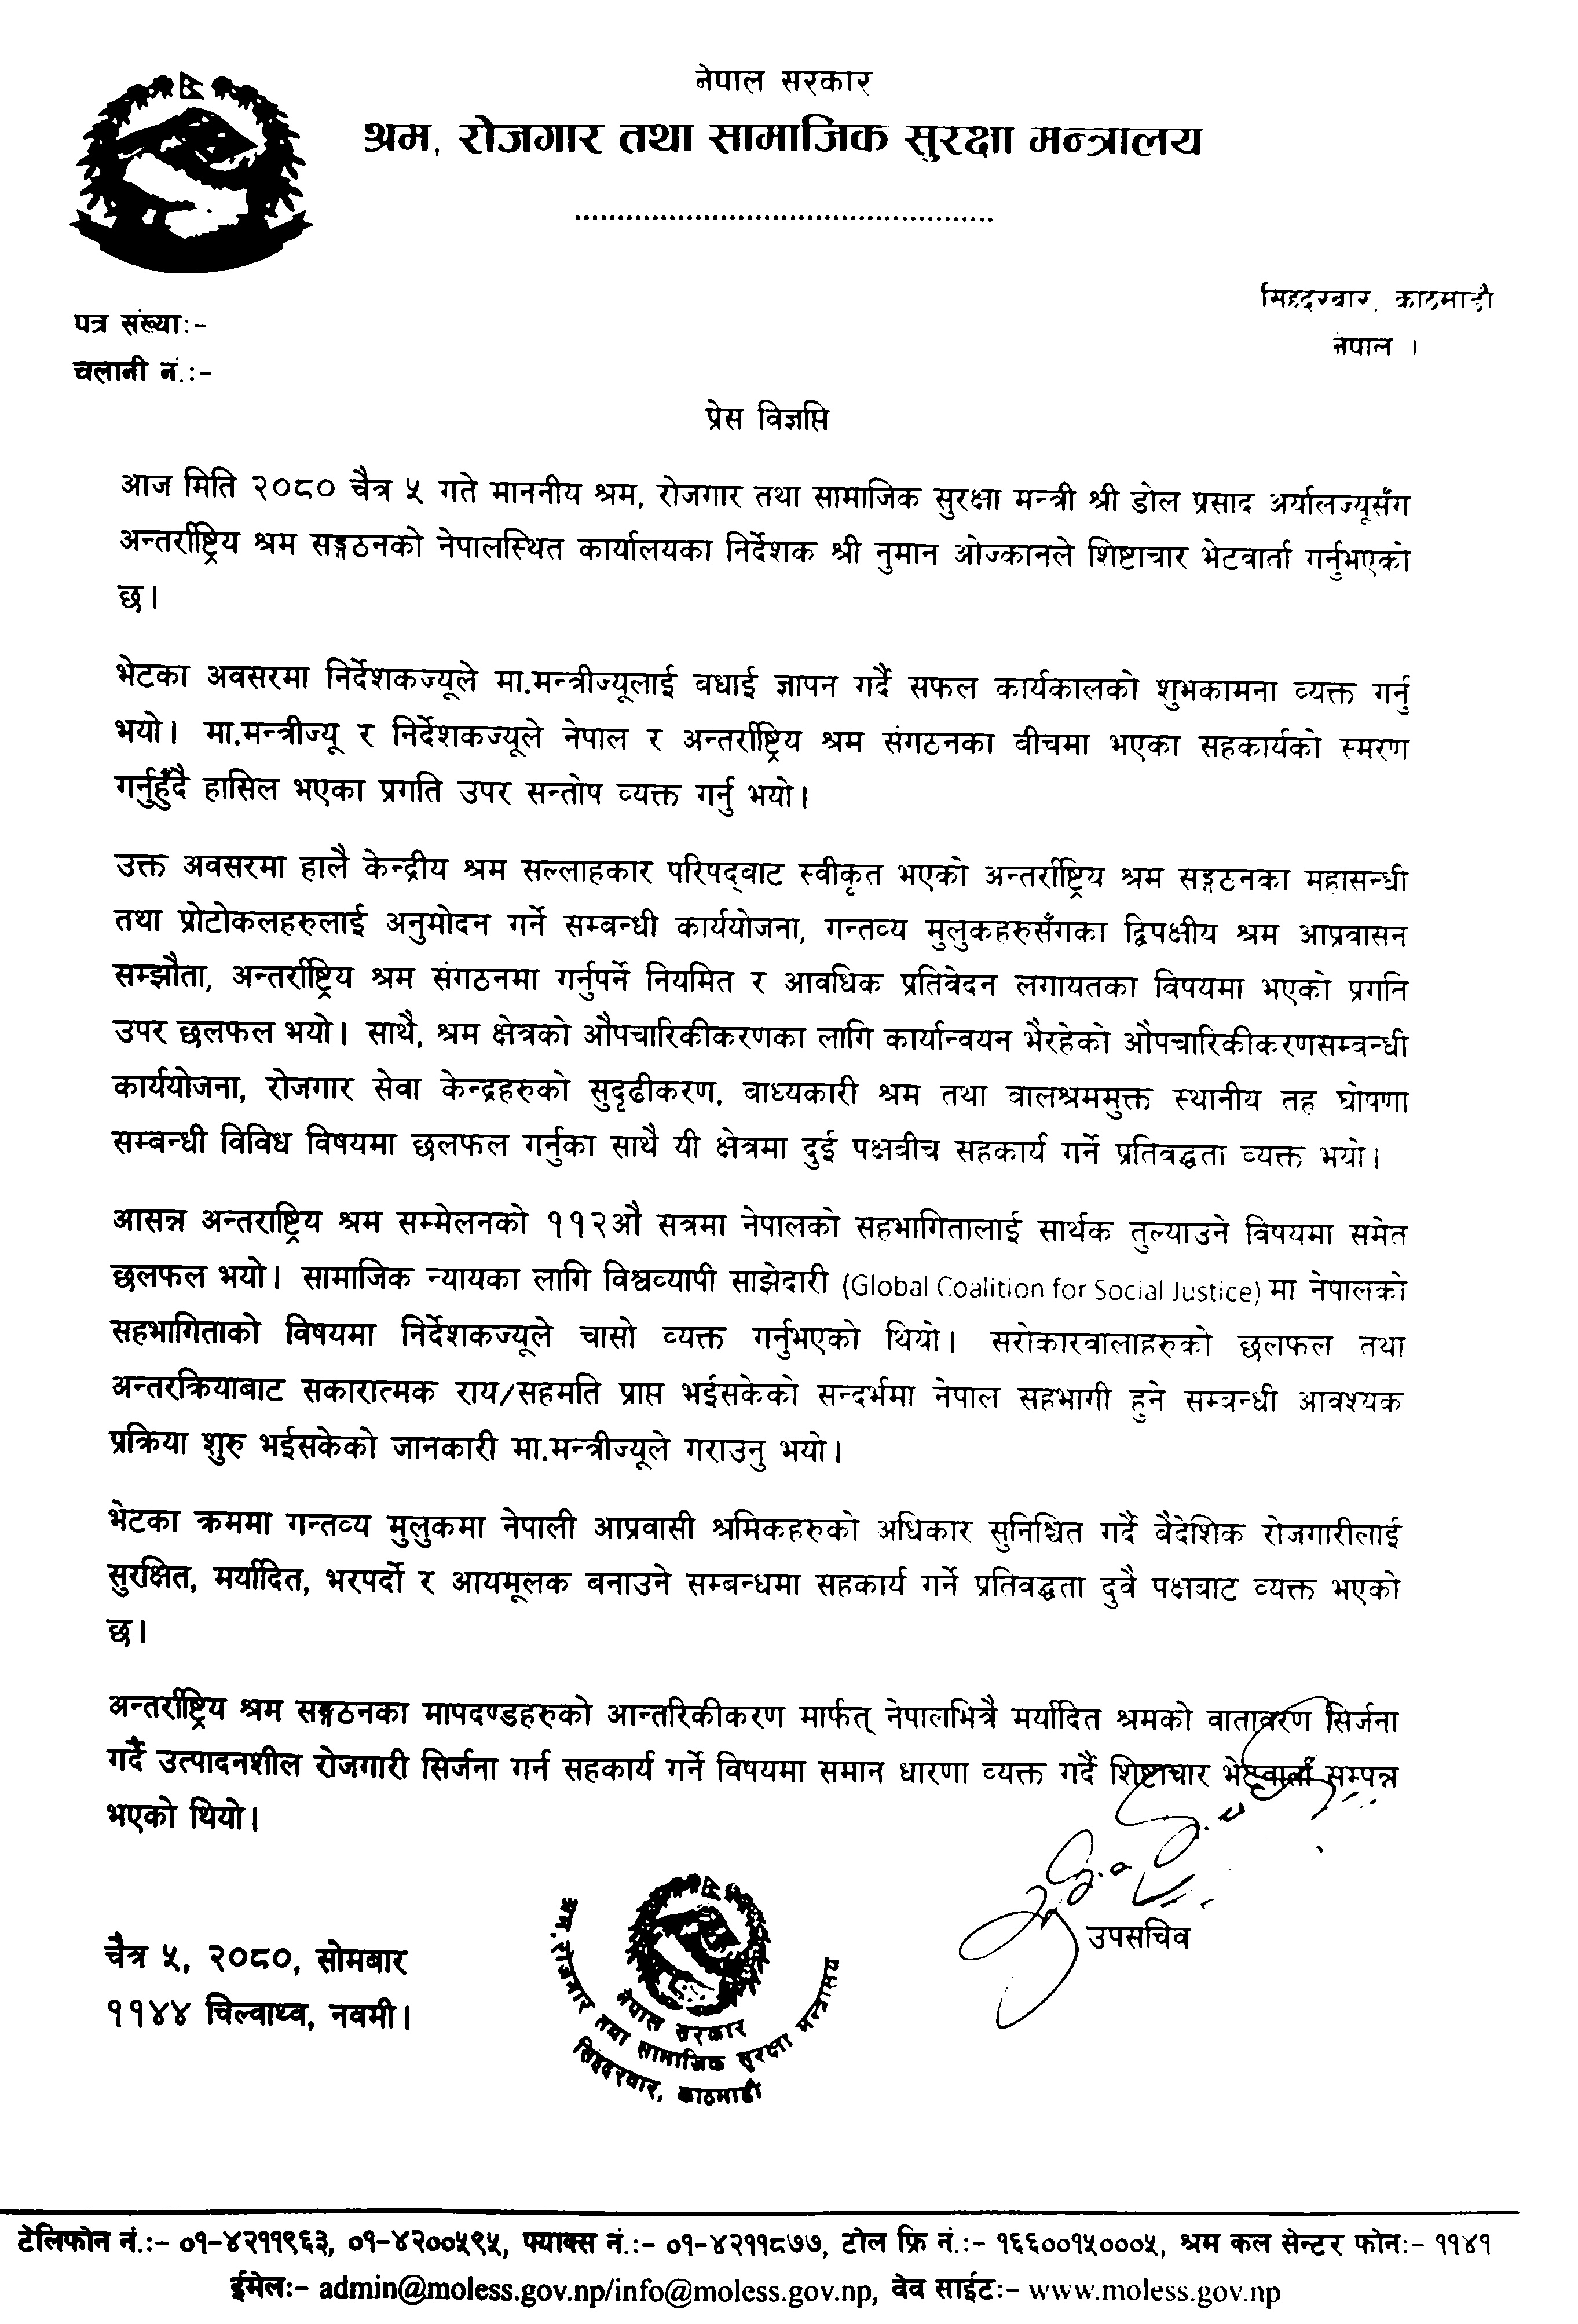 नेपाल सरकार
श्रम, रोजगार तथा सामाजिक सुरक्षा मन्त्रालय
..................................................
सिंहदरबार, काठमाडौं
नेपाल ।
पत्र संख्याः-
चलानी नं.:-
प्रेस विज्ञप्ति
आज मिति २०८० चैत्र ५ गते माननीय श्रम, रोजगार तथा सामाजिक सुरक्षा मन्त्री श्री डोल प्रसाद अर्यालज्यूसँग
अन्तर्राष्ट्रिय श्रम सङ्गठनको नेपालस्थित कार्यालयका निर्देशक श्री नुमान ओज्कानले शिष्टाचार भेटवार्ता गर्नुभएको
छ।
भेटका अवसरमा निर्देशकज्यूले मा.मन्त्रीज्यूलाई बधाई ज्ञापन गर्दै सफल कार्यकालको शुभकामना व्यक्त गर्नु
भयो। मा.मन्त्रीज्यू र निर्देशकज्यूले नेपाल र अन्तर्राष्ट्रिय श्रम संगठनका बीचमा भएका सहकार्यको स्मरण
गर्नुहुँदै हासिल भएका प्रगति उपर सन्तोष व्यक्त गर्नु भयो।
उक्त अवसरमा हालै केन्द्रीय श्रम सल्लाहकार परिषद्बाट स्वीकृत भएको अन्तर्राष्ट्रिय श्रम सङ्गठनका महासन्धी
तथा प्रोटोकलहरुलाई अनुमोदन गर्ने सम्बन्धी कार्ययोजना, गन्तव्य मुलुकहरुसँगका द्विपक्षीय श्रम आप्रवासन
सम्झौता, अन्तर्राष्ट्रिय श्रम संगठनमा गर्नुपर्ने नियमित र आवधिक प्रतिवेदन लगायतका विषयमा भएको प्रगति
उपर छलफल भयो। साथै, श्रम क्षेत्रको औपचारिकीकरणका लागि कार्यान्वयन भैरहेको औपचारिकीकरणसम्बन्धी
कार्ययोजना, रोजगार सेवा केन्द्रहरुको सुदृढीकरण, बाध्यकारी श्रम तथा बालश्रममुक्त स्थानीय तह घोषणा
सम्बन्धी विविध विषयमा छलफल गर्नुका साथै यी क्षेत्रमा दुई पक्षबीच सहकार्य गर्ने प्रतिबद्धता व्यक्त भयो।
आसन्न अन्तराष्ट्रिय श्रम सम्मेलनको ११२औ सत्रमा नेपालको सहभागितालाई सार्थक तुल्याउने विषयमा समेत
छलफल भयो। सामाजिक न्यायका लागि विश्वव्यापी साझेदारी (Global Coalition for Social Justice) मा नेपालको
सहभागिताको विषयमा निर्देशकज्यूले चासो व्यक्त गर्नुभएको थियो। सरोकारवालाहरुको छलफल तथा
अन्तरक्रियाबाट सकारात्मक राय/सहमति प्राप्त भईसकेको सन्दर्भमा नेपाल सहभागी हुने सम्बन्धी आवश्यक
प्रक्रिया शुरु भईसकेको जानकारी मा.मन्त्रीज्यूले गराउनु भयो।
भेटका क्रममा गन्तव्य मुलुकमा नेपाली आप्रवासी श्रमिकहरुको अधिकार सुनिश्चित गर्दै वैदेशिक रोजगारीलाई
सुरक्षित, मर्यादित, भरपर्दो र आयमूलक बनाउने सम्बन्धमा सहकार्य गर्ने प्रतिबद्धता दुवै पक्षबाट व्यक्त भएको
छ।
अन्तर्राष्ट्रिय श्रम सङ्गठनका मापदण्डहरुको आन्तरिकीकरण मार्फत् नेपालभित्रै मर्यादित श्रमको वातावरण सिर्जना
गर्दै उत्पादनशील रोजगारी सिर्जना गर्न सहकार्य गर्ने विषयमा समान धारणा व्यक्त गर्दै शिष्टाचार भेटवार्ता सम्पन्न
भएको थियो।
उपसचिव
चैत्र ५, २०८०, सोमबार
११४४ चिल्वाथ्व, नवमी।
नेपाल सरकार
श्रम, रोजगार तथा सामाजिक सुरक्षा मन्त्रालय
सिंहदरबार, काठमाडौं
टेलिफोन नं.:- ०१-४२११९६३, ०१-४२००५९५, फ्याक्स नं.:- ०१-४२११८७७, टोल फ्रि नं.:- १६६००१५०००५, श्रम कल सेन्टर फोनः- ११४१
ईमेलः- admin@moless.gov.np/info@moless.gov.np, वेव साईटः- www.moless.gov.np